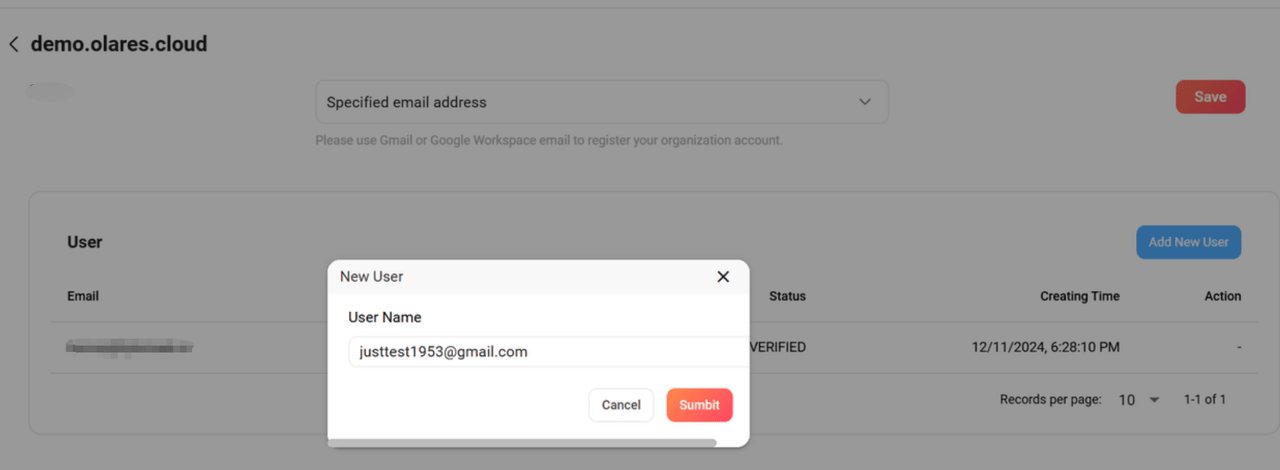 demo.olares.cloud
Specified email address
Save
Please use Gmail or Google Workspace email to register your organization account.
User
Add New User
New User
Email
Status
Creating Time
Action
User Name
justtest1953@gmail.com
VERIFIED
12/11/2024, 6:28:10 PM
-
Cancel
Sumbit
Records per page:
10
1-1 of 1